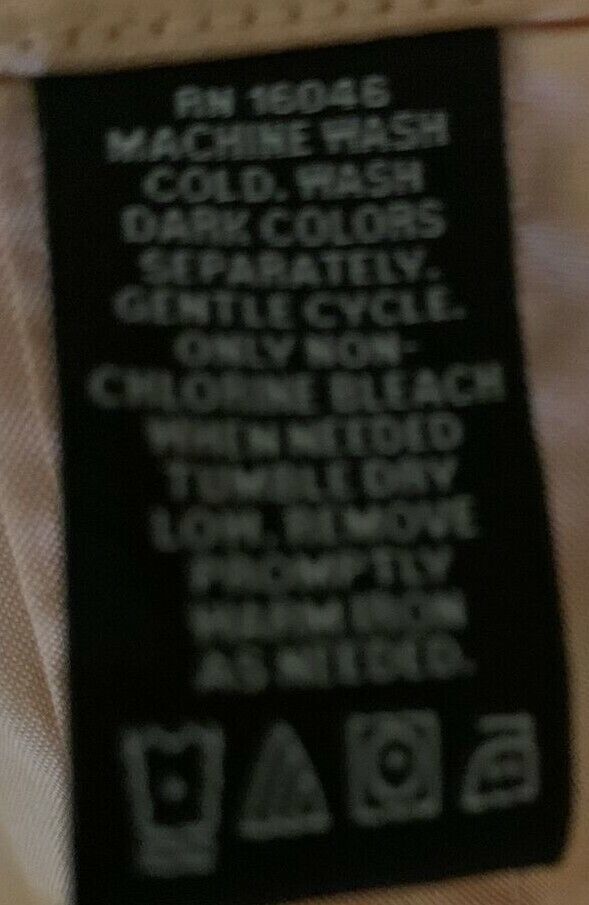 RN 16046
MACHINE WASH
COLD. WASH
DARK COLORS
SEPARATELY.
GENTLE CYCLE.
ONLY NON-
CHLORINE BLEACH
WHEN NEEDED
TUMBLE DRY
LOW. REMOVE
PROMPTLY
WARM IRON
AS NEEDED.